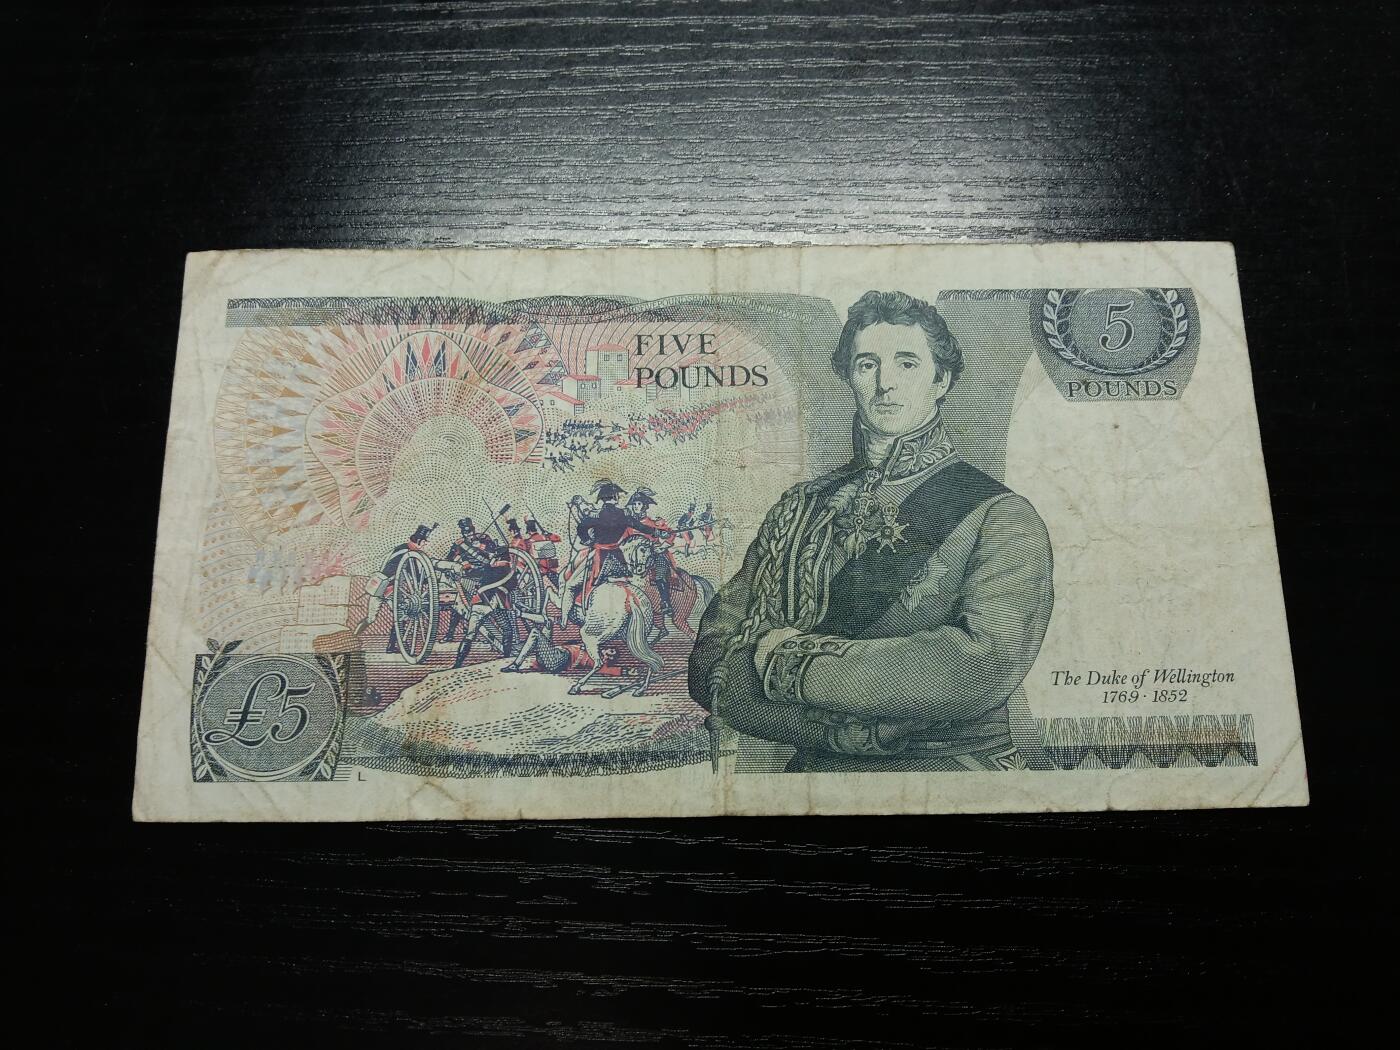 FIVE
POUNDS
5
POUNDS
The Duke of Wellington
1769 · 1852
£5
L